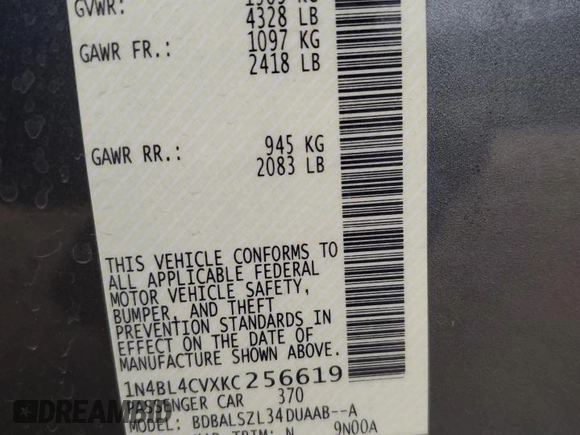 GVWR:
4328 LB
GAWR FR.: 1097 KG
2418 LB
GAWR RR.: 945 KG
2083 LB
THIS VEHICLE CONFORMS TO
ALL APPLICABLE FEDERAL
MOTOR VEHICLE SAFETY,
BUMPER, AND THEFT
PREVENTION STANDARDS IN
EFFECT ON THE DATE OF
MANUFACTURE SHOWN ABOVE.
1N4BL4CVXKC256619
PASSENGER CAR 370
MODEL: BDBALSZL34DUAAB--A
TRIM: N 9N00A
DREAMBID